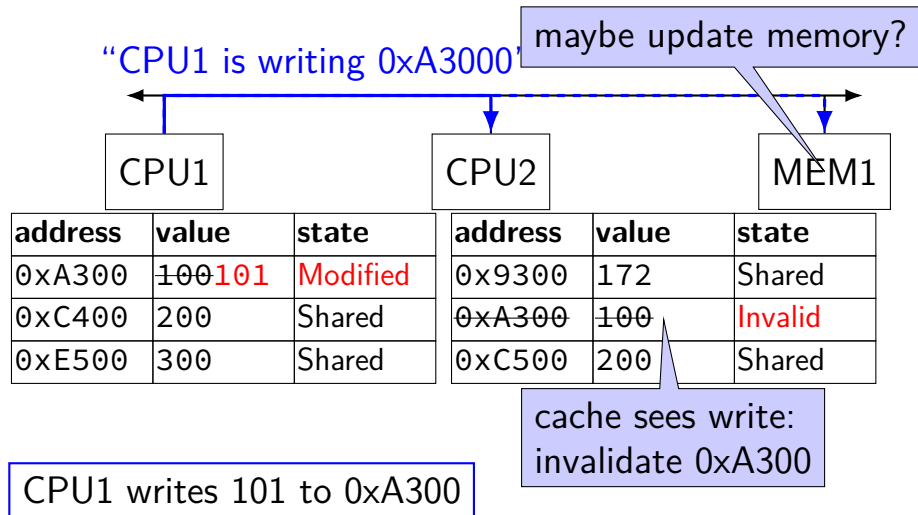 maybe update memory?
“CPU1 is writing 0xA3000”
CPU1
CPU2
MEM1
address value state
0xA300 100101 Modified
0xC400 200 Shared
0xE500 300 Shared
address value state
0x9300 172 Shared
0xA300 100 Invalid
0xC500 200 Shared
cache sees write:
invalidate 0xA300
CPU1 writes 101 to 0xA300